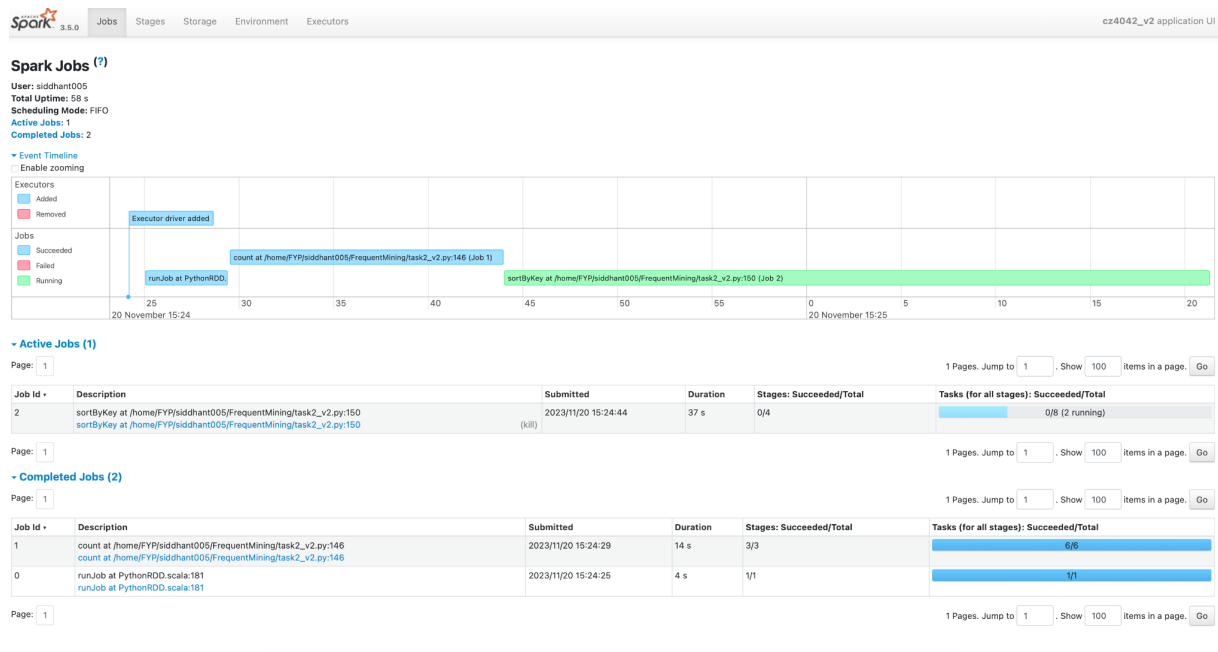 APACHE
Spark 3.5.0 Jobs Stages Storage Environment Executors cz4042_v2 application UI
Spark Jobs (?)
User: siddhant005
Total Uptime: 58 s
Scheduling Mode: FIFO
Active Jobs: 1
Completed Jobs: 2
Event Timeline
Enable zooming
Executors
Added
Removed
Executor driver added
Jobs
Succeeded
Failed
Running
count at /home/FYP/siddhant005/FrequentMining/task2_v2.py:146 (Job 1)
runJob at PythonRDD.
sortByKey at /home/FYP/siddhant005/FrequentMining/task2_v2.py:150 (Job 2)
25 30 35 40 45 50 55 0 5 10 15 20
20 November 15:24 20 November 15:25
Active Jobs (1)
Page: 1 1 Pages. Jump to 1 . Show 100 items in a page. Go
Job Id Description Submitted Duration Stages: Succeeded/Total Tasks (for all stages): Succeeded/Total
2 sortByKey at /home/FYP/siddhant005/FrequentMining/task2_v2.py:150 2023/11/20 15:24:44 37 s 0/4 0/8 (2 running)
sortByKey at /home/FYP/siddhant005/FrequentMining/task2_v2.py:150 (kill)
Page: 1 1 Pages. Jump to 1 . Show 100 items in a page. Go
Completed Jobs (2)
Page: 1 1 Pages. Jump to 1 . Show 100 items in a page. Go
Job Id Description Submitted Duration Stages: Succeeded/Total Tasks (for all stages): Succeeded/Total
1 count at /home/FYP/siddhant005/FrequentMining/task2_v2.py:146 2023/11/20 15:24:29 14 s 3/3 6/6
count at /home/FYP/siddhant005/FrequentMining/task2_v2.py:146
0 runJob at PythonRDD.scala:181 2023/11/20 15:24:25 4 s 1/1 1/1
runJob at PythonRDD.scala:181
Page: 1 1 Pages. Jump to 1 . Show 100 items in a page. Go